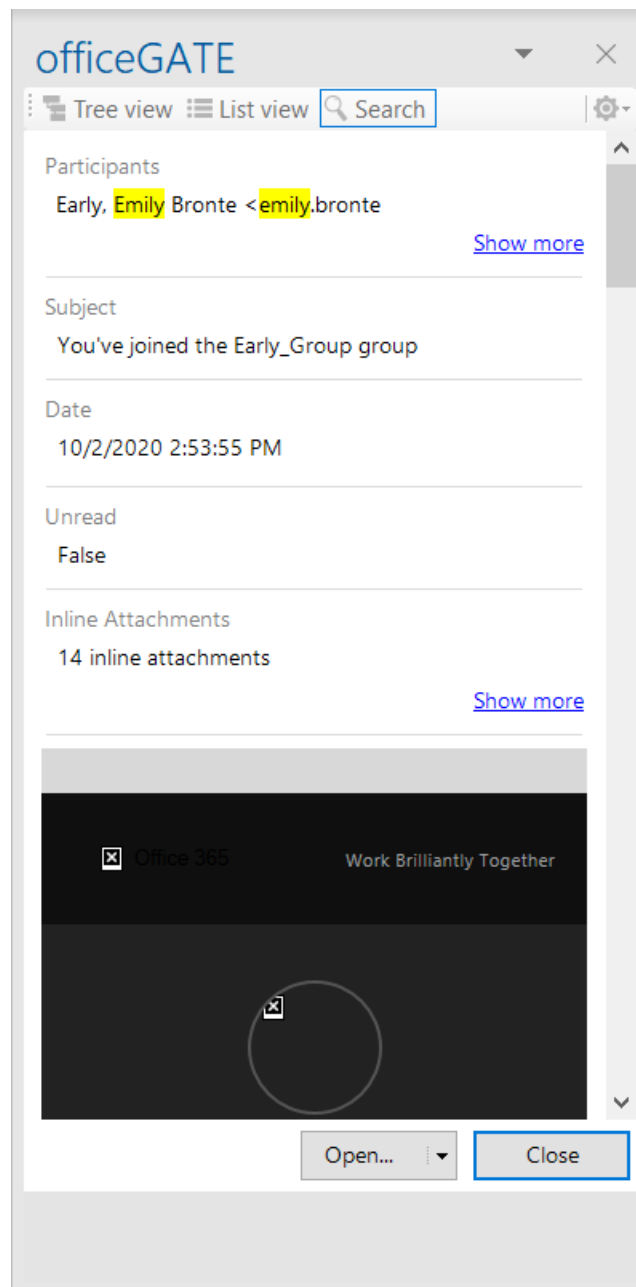 officeGATE
Tree view List view Search
Participants
Early, Emily Bronte <emily.bronte
Show more
Subject
You've joined the Early_Group group
Date
10/2/2020 2:53:55 PM
Unread
False
Inline Attachments
14 inline attachments
Show more
Office 365 Work Brilliantly Together
Open... Close